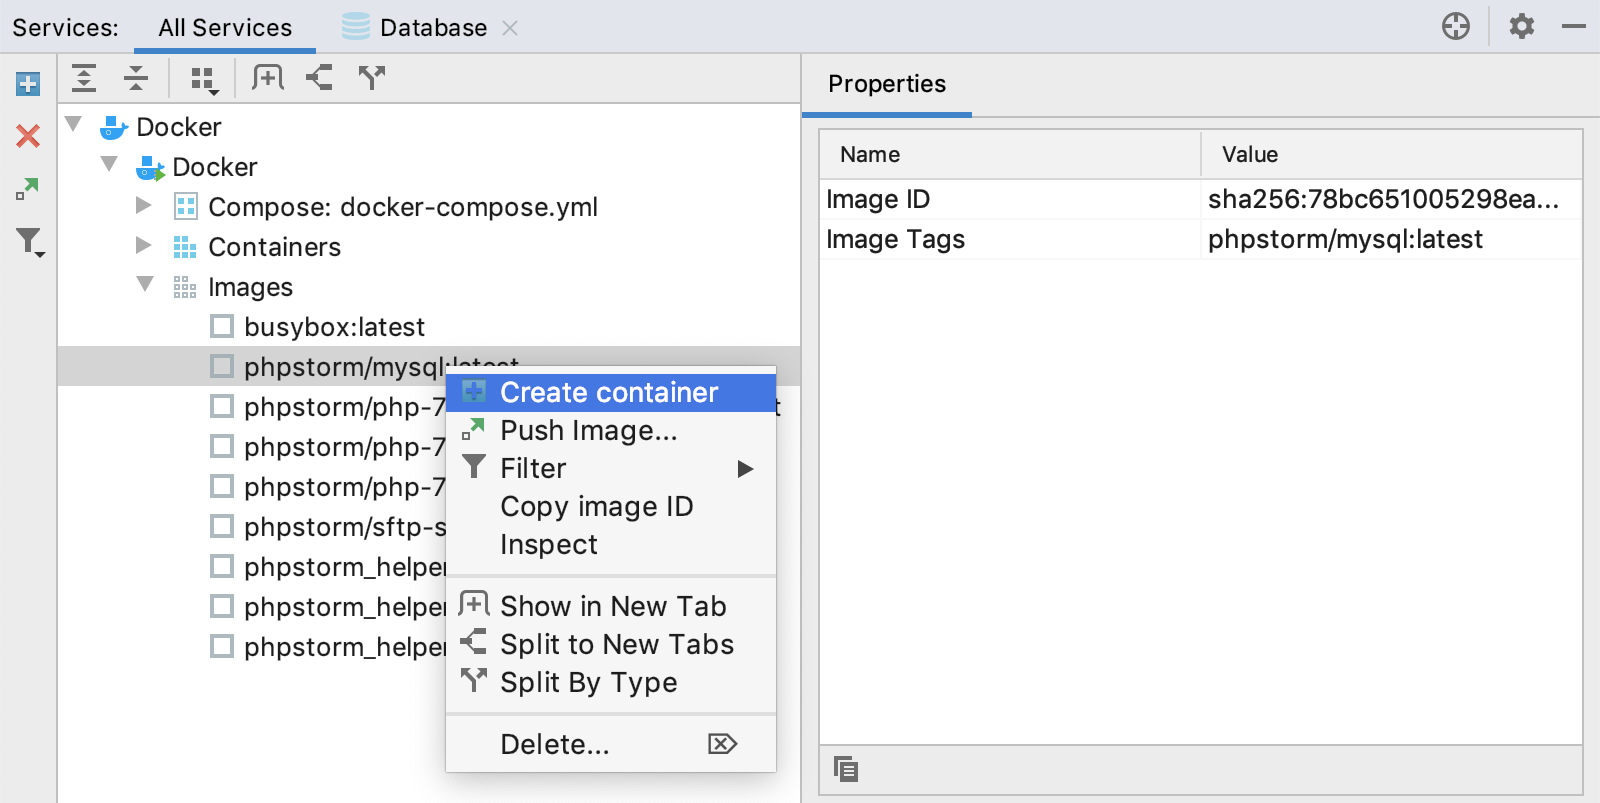 Services: All Services Database
Properties
Docker
Docker
Compose: docker-compose.yml
Containers
Images
busybox:latest
phpstorm/mysql:latest
phpstorm/php-7
phpstorm/php-7
phpstorm/php-7
phpstorm/sftp-s
phpstorm_helper
phpstorm_helper
phpstorm_helper
Create container
Push Image...
Filter
Copy image ID
Inspect
Show in New Tab
Split to New Tabs
Split By Type
Delete...
Name Value
Image ID sha256:78bc651005298ea...
Image Tags phpstorm/mysql:latest